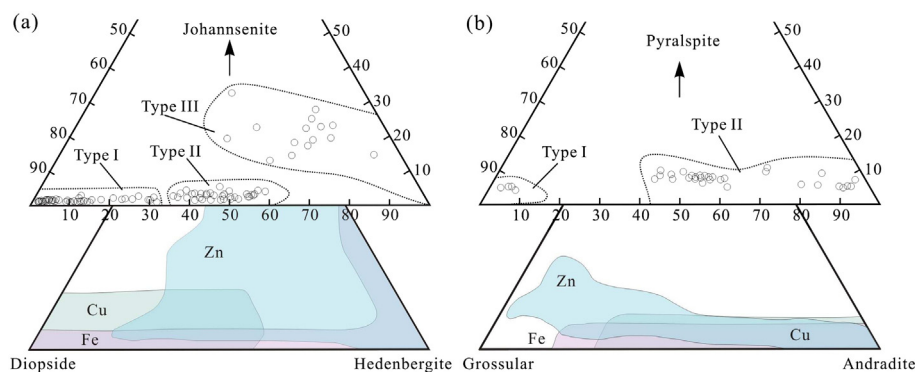 (a)
Johannsenite
50
50
60
40
70
30
Type III
80
20
Type I
Type II
90
10
10 20 30 40 50 60 70 80 90
Zn
Cu
Fe
Diopside
Hedenbergite
(b)
Pyralspite
50
50
60
40
70
30
Type II
80
20
Type I
90
10
10 20 30 40 50 60 70 80 90
Zn
Fe
Cu
Grossular
Andradite